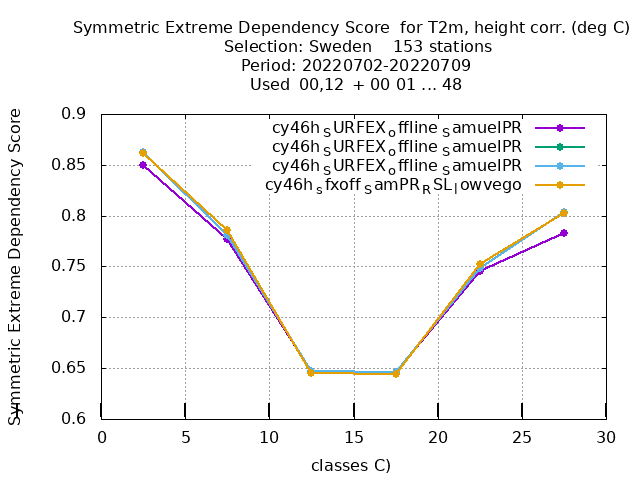 Symmetric Extreme Dependency Score for T2m, height corr. (deg C)
Selection: Sweden 153 stations
Period: 20220702-20220709
Used 00,12 + 00 01 ... 48
Symmetric Extreme Dependency Score
0.9
0.85
0.8
0.75
0.7
0.65
0.6
cy46h_SURFEX_offline_SamuelPR
cy46h_SURFEX_offline_SamuelPR
cy46h_SURFEX_offline_SamuelPR
cy46h_sfxoff_SamPR_RSL_lowvego
0 5 10 15 20 25 30
classes C)